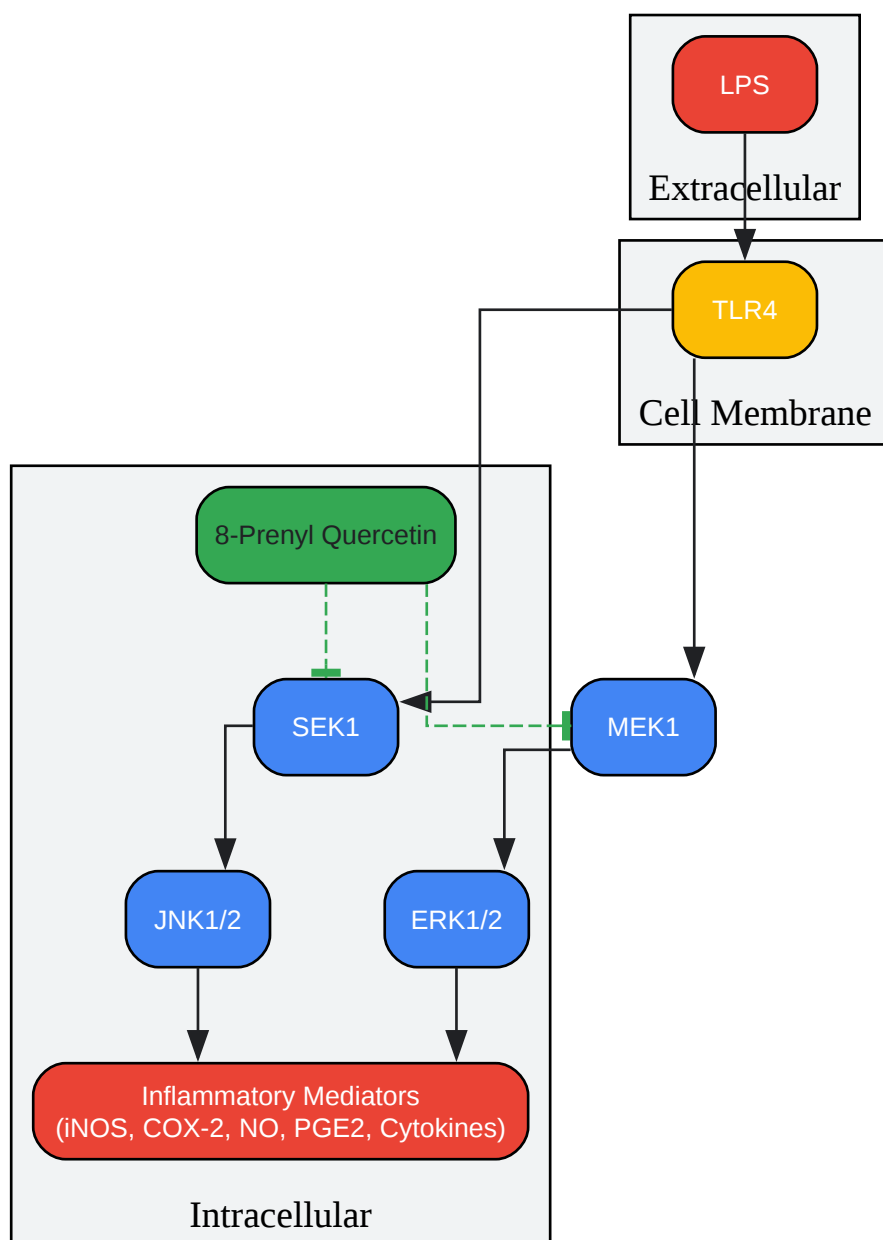 LPS
Extracellular
TLR4
Cell Membrane
8-Prenyl Quercetin
SEK1
MEK1
JNK1/2
ERK1/2
Inflammatory Mediators
(iNOS, COX-2, NO, PGE2, Cytokines)
Intracellular